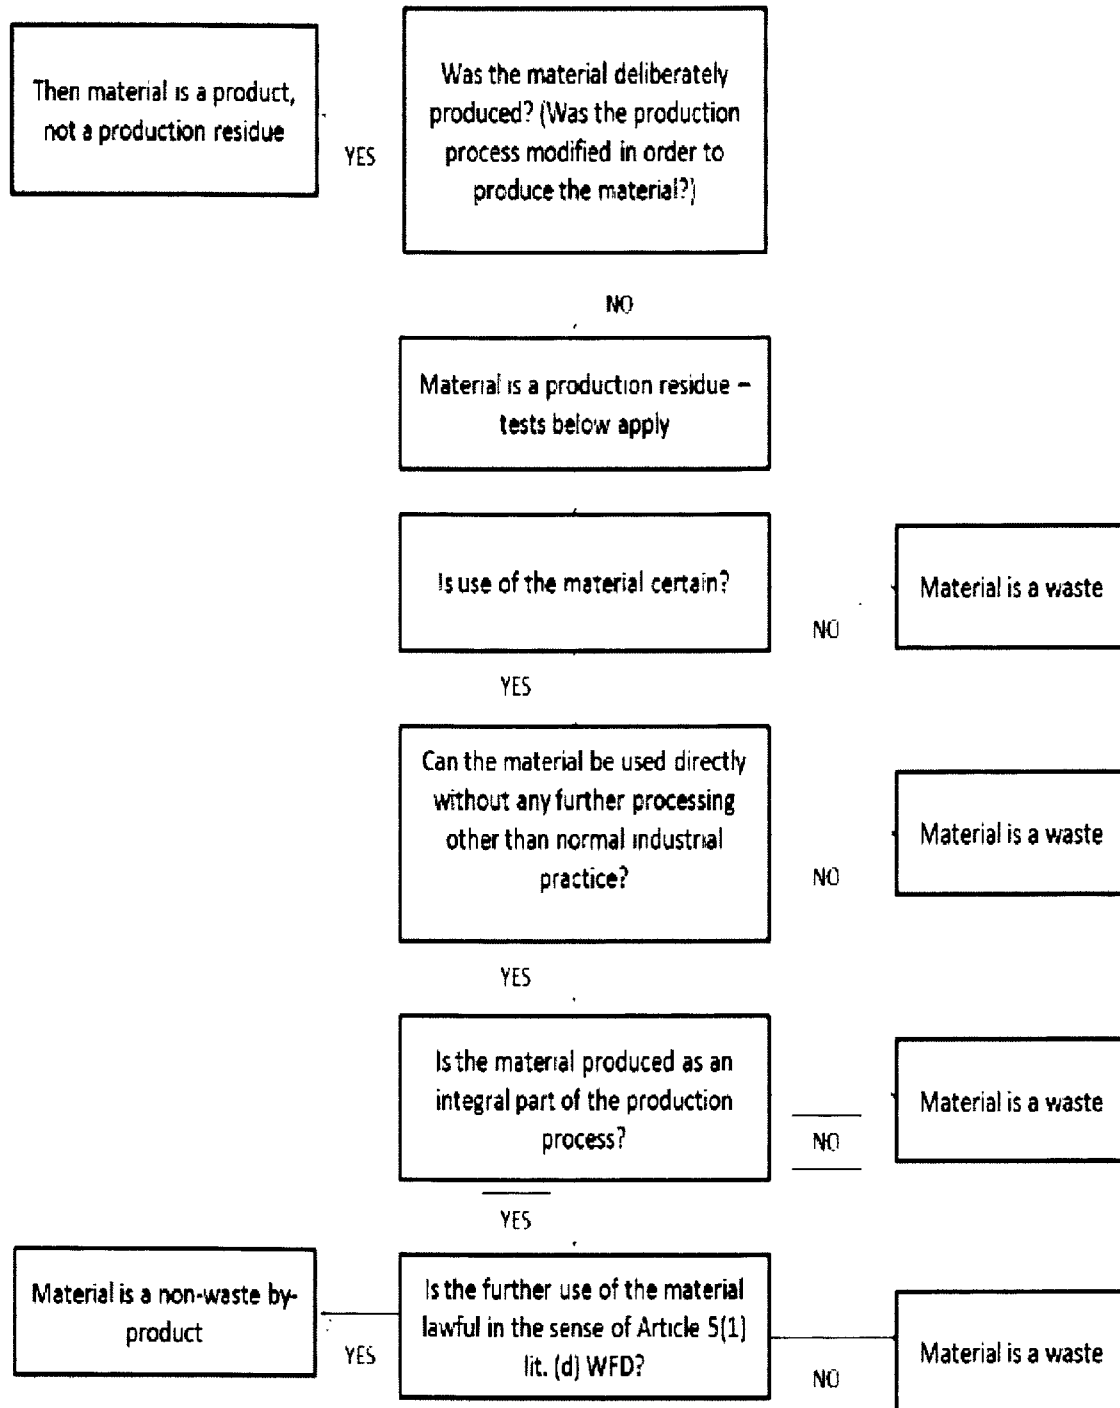 Then material is a product,
not a production residue
YES
Was the material deliberately
produced? (Was the production
process modified in order to
produce the material?)
NO
Material is a production residue –
tests below apply
Is use of the material certain?
NO
Material is a waste
YES
Can the material be used directly
without any further processing
other than normal industrial
practice?
NO
Material is a waste
YES
Is the material produced as an
integral part of the production
process?
NO
Material is a waste
YES
Is the further use of the material
lawful in the sense of Article 5(1)
lit. (d) WFD?
YES
Material is a non-waste by-
product
NO
Material is a waste